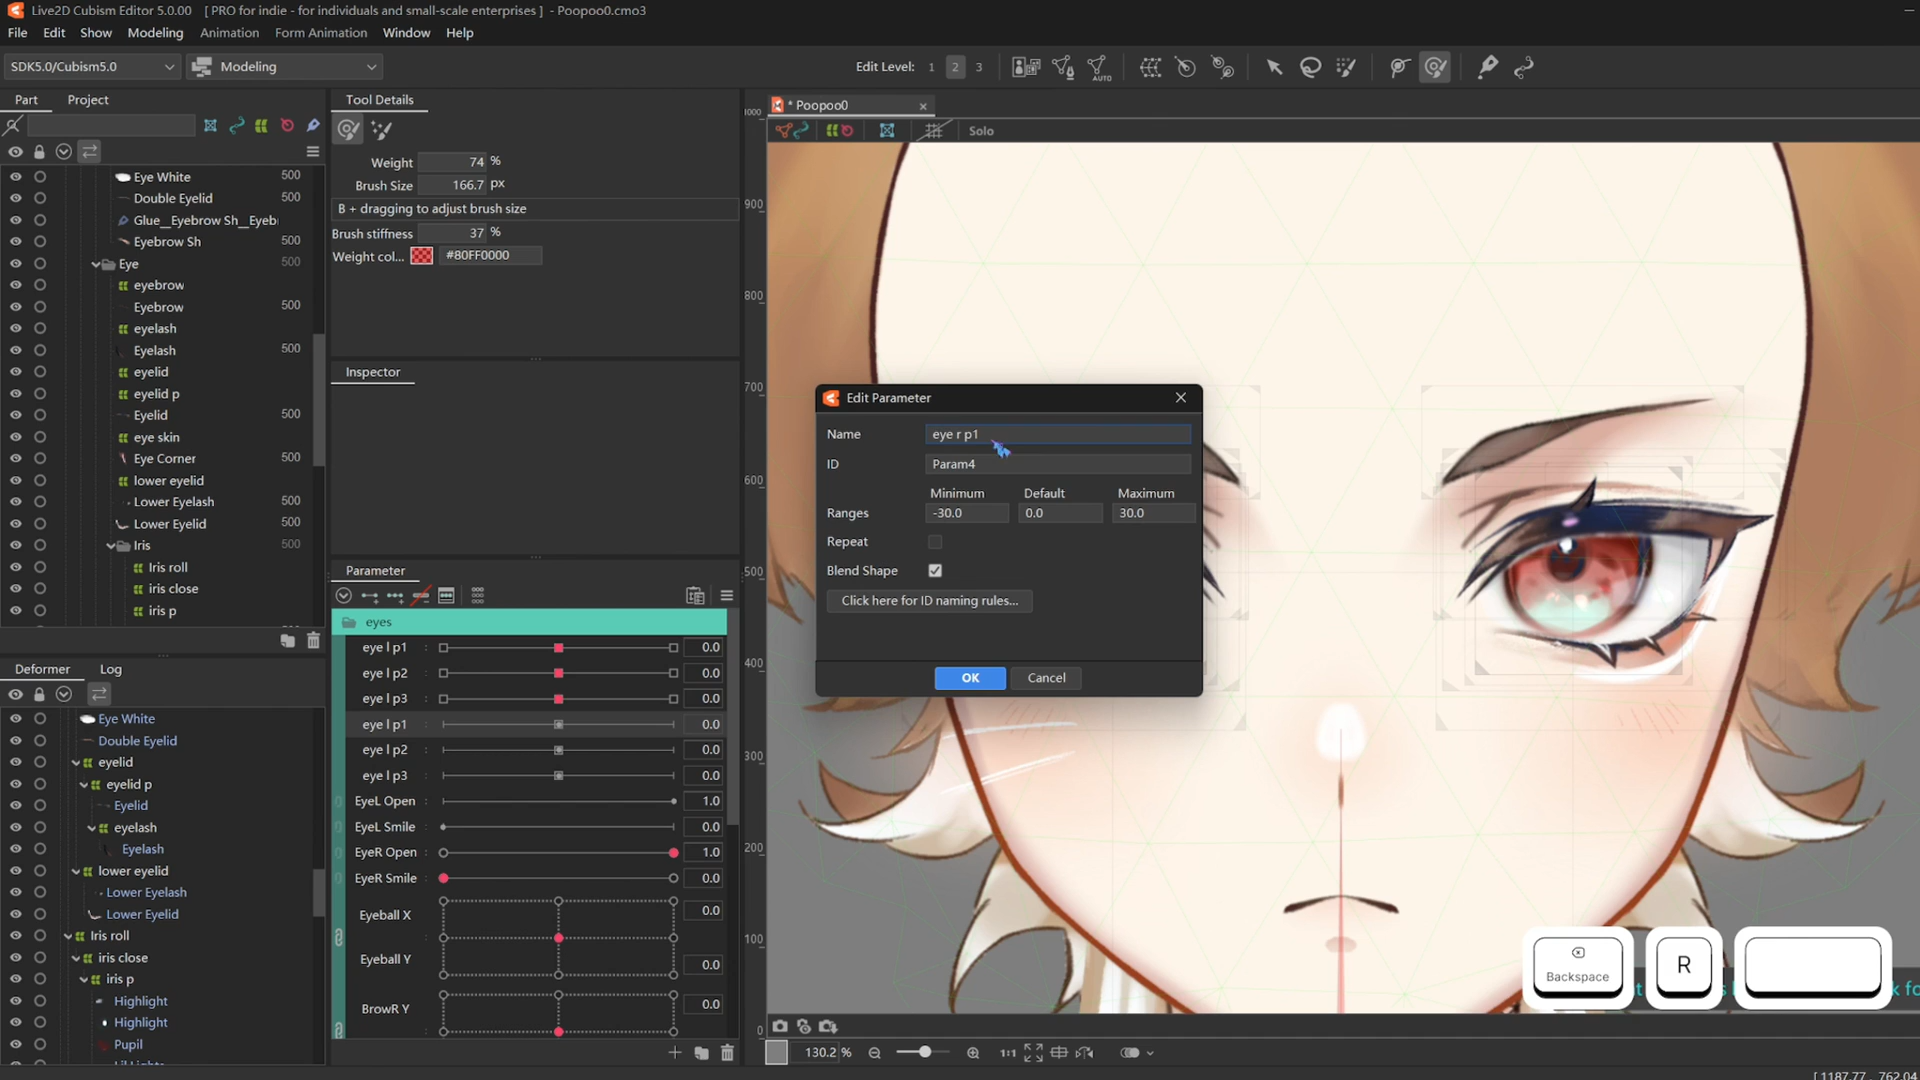 Live2D Cubism Editor 5.0.00 [ PRO for indie - for individuals and small-scale enterprises ] - Poopoo0.cmo3
File Edit Show Modeling Animation Form Animation Window Help
SDK5.0/Cubism5.0 Modeling Edit Level: 1 2 3 AUTO
Part Project
Tool Details
* Poopoo0
Solo
Weight 74 %
Brush Size 166.7 px
B + dragging to adjust brush size
Brush stiffness 37 %
Weight col... #80FF0000
Eye White 500
Double Eyelid 500
Glue__Eyebrow Sh__Eyeb
Eyebrow Sh 500
Eye 500
eyebrow
Eyebrow 500
eyelash
Eyelash 500
eyelid
eyelid p
Eyelid 500
eye skin
Eye Corner 500
lower eyelid
Lower Eyelash 500
Lower Eyelid 500
Iris 500
Iris roll
iris close
iris p
Inspector
Deformer Log
Eye White
Double Eyelid
eyelid
eyelid p
Eyelid
eyelash
Eyelash
lower eyelid
Lower Eyelash
Lower Eyelid
Iris roll
iris close
iris p
Highlight
Highlight
Pupil
Parameter
eyes
eye l p1 : 0.0
eye l p2 : 0.0
eye l p3 : 0.0
eye l p1 : 0.0
eye l p2 : 0.0
eye l p3 : 0.0
EyeL Open : 1.0
EyeL Smile : 0.0
EyeR Open : 1.0
EyeR Smile : 0.0
Eyeball X 0.0
Eyeball Y 0.0
BrowR Y 0.0
900
800
700
600
500
400
300
200
100
0
Edit Parameter
Name eye r p1
ID Param4
Minimum Default Maximum
Ranges -30.0 0.0 30.0
Repeat
Blend Shape
Click here for ID naming rules...
OK Cancel
Backspace
R
130.2 %
1:1
[ 1187.77 , 762.04